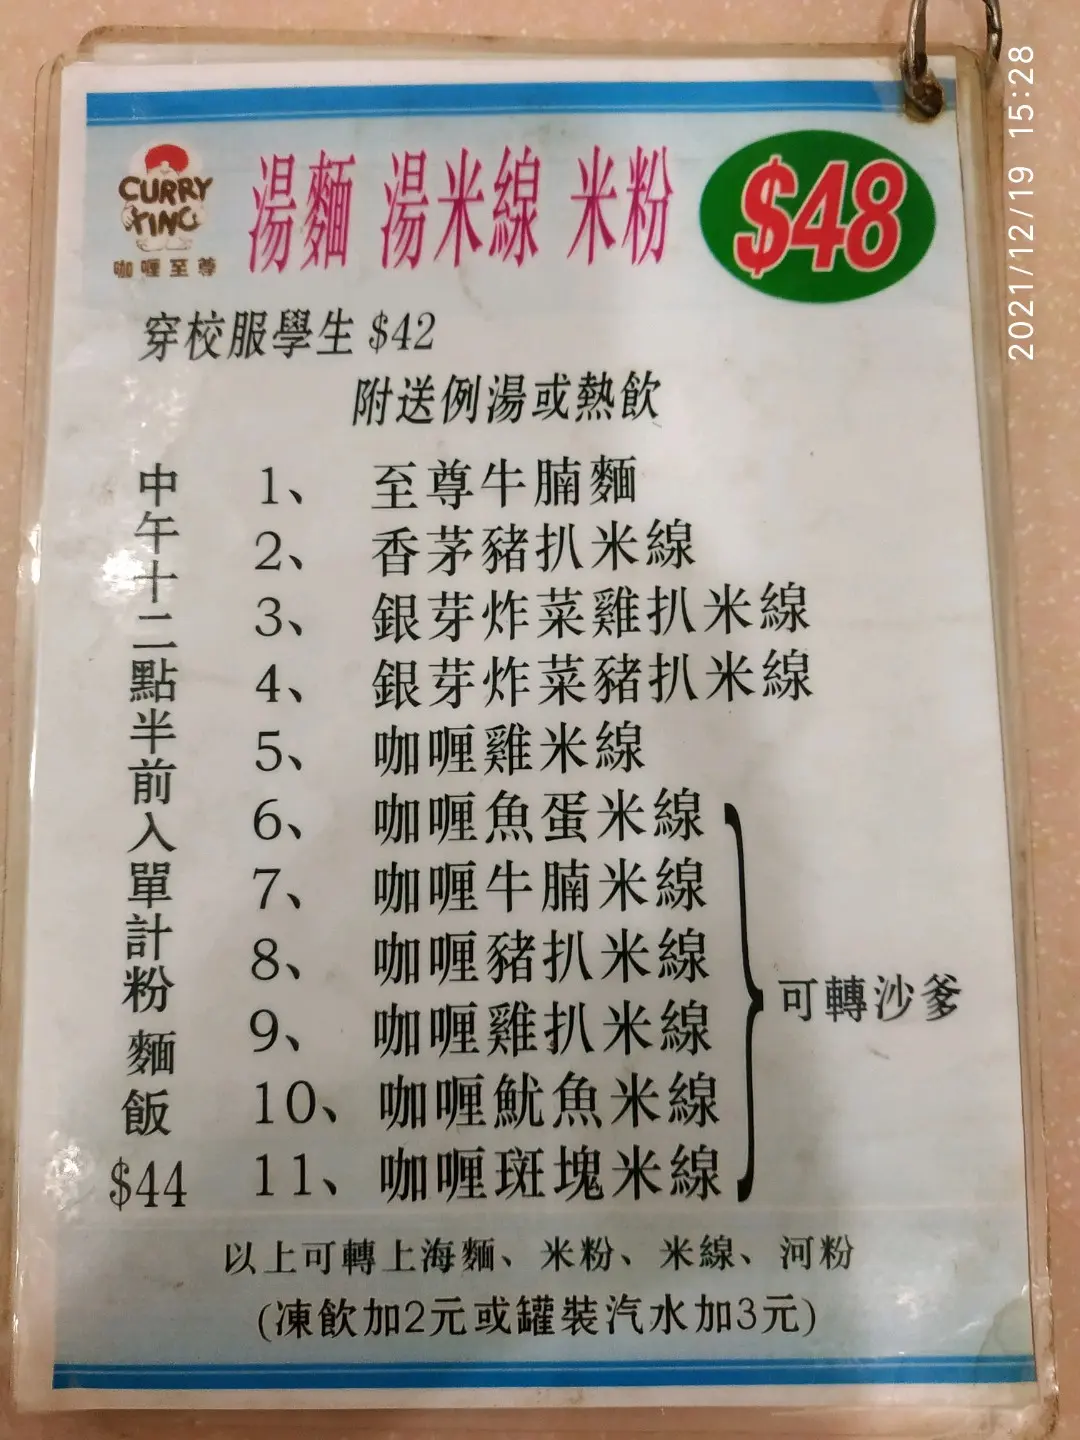 2021/12/19 15:28
CURRY
KING
咖喱至尊
湯麵 湯米線 米粉
$48
穿校服學生 $42
附送例湯或熱飲
中午十二點半前入單計粉麵飯
$44
1、 至尊牛腩麵
2、 香茅豬扒米線
3、 銀芽炸菜雞扒米線
4、 銀芽炸菜豬扒米線
5、 咖喱雞米線
6、 咖喱魚蛋米線
7、 咖喱牛腩米線
8、 咖喱豬扒米線
9、 咖喱雞扒米線
10、 咖喱魷魚米線
11、 咖喱斑塊米線
可轉沙爹
以上可轉上海麵、米粉、米線、河粉
(凍飲加2元或罐裝汽水加3元)